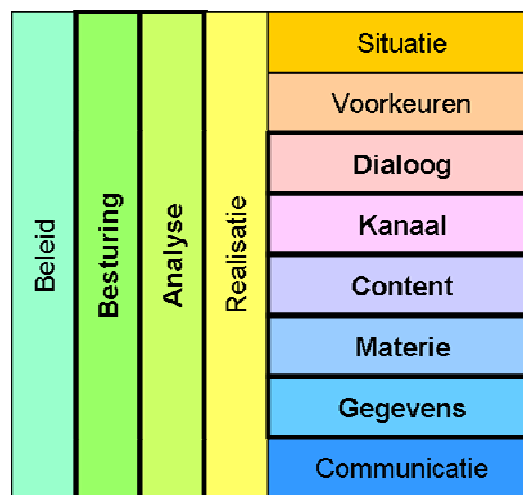 Beleid
Besturing
Analyse
Realisatie
Situatie
Voorkeuren
Dialoog
Kanaal
Content
Materie
Gegevens
Communicatie